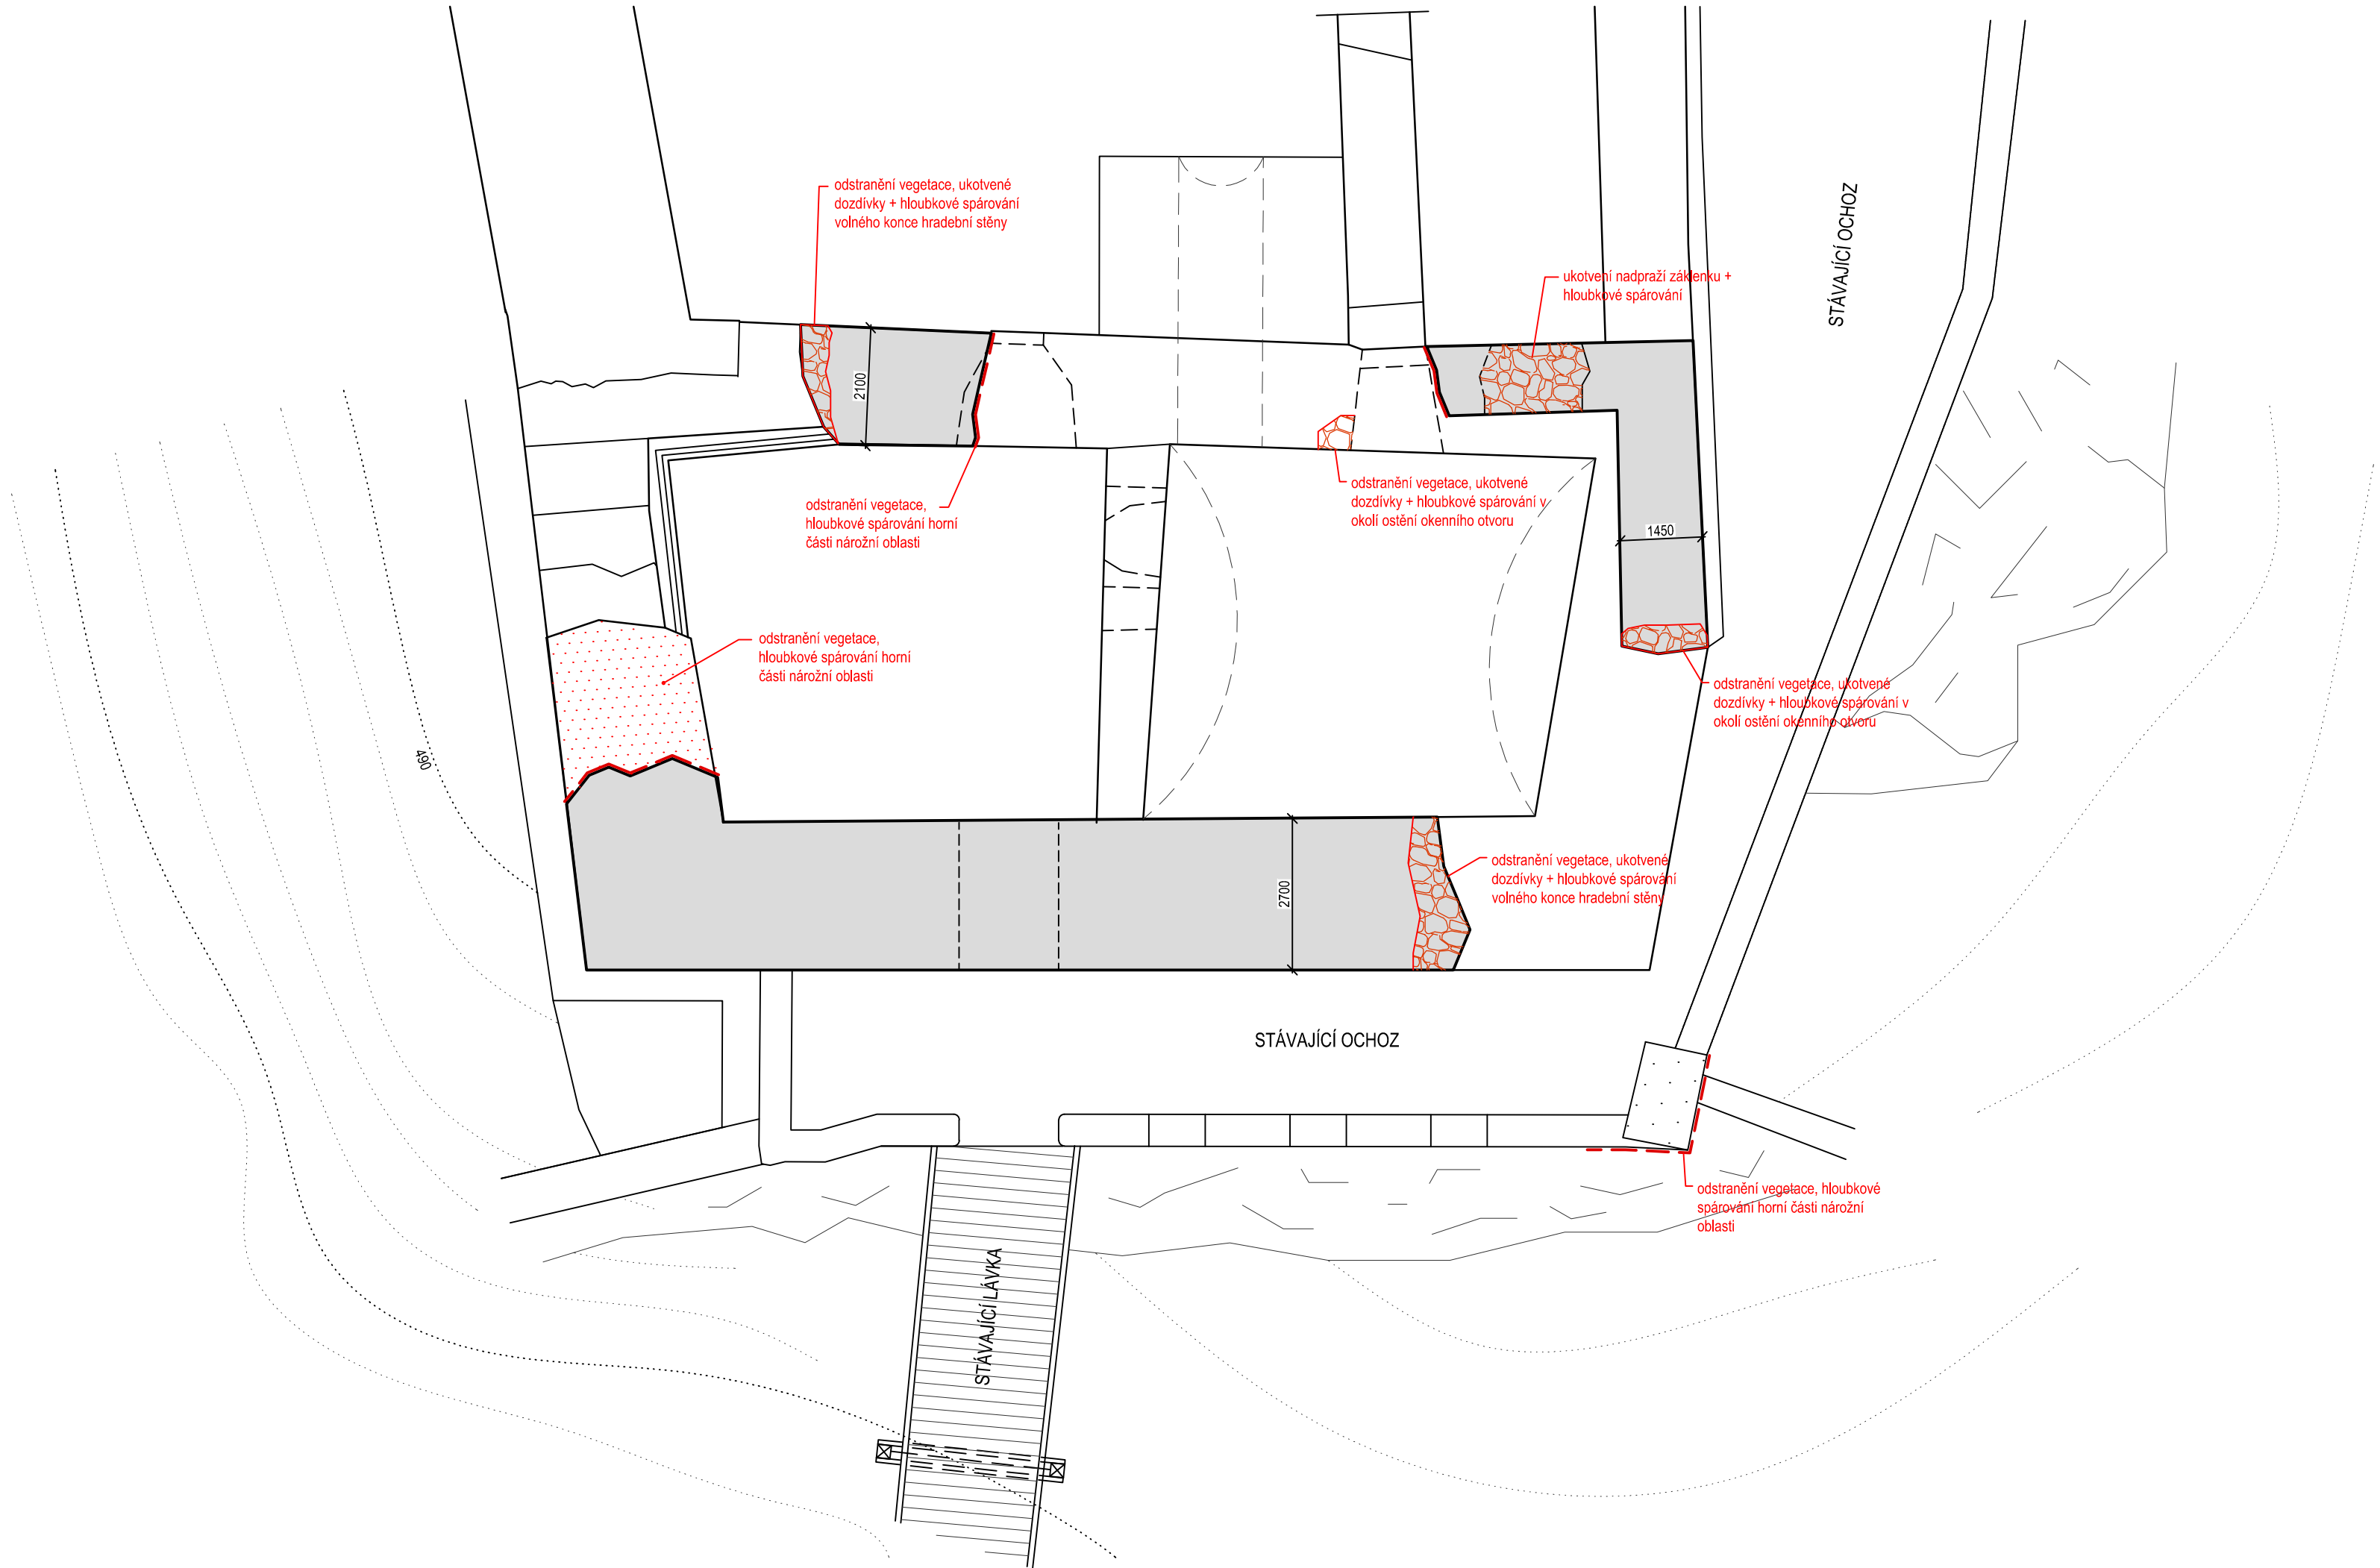 odstranění vegetace, ukotvené
dozdívky + hloubkové spárování
volného konce hradební stěny
STÁVAJÍCÍ OCHOZ
ukotvení nadpraží záklenku +
hloubkové spárování
2100
odstranění vegetace, ukotvené
dozdívky + hloubkové spárování v
okolí ostění okenního otvoru
odstranění vegetace,
hloubkové spárování horní
části nárožní oblasti
1450
odstranění vegetace,
hloubkové spárování horní
části nárožní oblasti
odstranění vegetace, ukotvené
dozdívky + hloubkové spárování v
okolí ostění okenního otvoru
490
odstranění vegetace, ukotvené
dozdívky + hloubkové spárování
volného konce hradební stěny
2700
STÁVAJÍCÍ OCHOZ
odstranění vegetace, hloubkové
spárování horní části nárožní
oblasti
STÁVAJÍCÍ LÁVKA